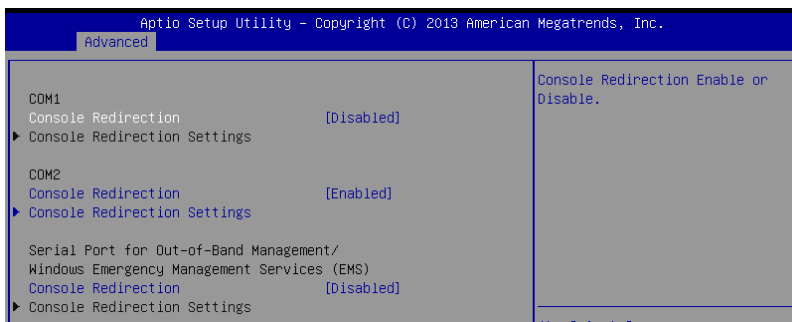 Aptio Setup Utility – Copyright (C) 2013 American Megatrends, Inc.
Advanced
COM1
Console Redirection [Disabled]
Console Redirection Settings
COM2
Console Redirection [Enabled]
Console Redirection Settings
Serial Port for Out-of-Band Management/
Windows Emergency Management Services (EMS)
Console Redirection [Disabled]
Console Redirection Settings
Console Redirection Enable or
Disable.